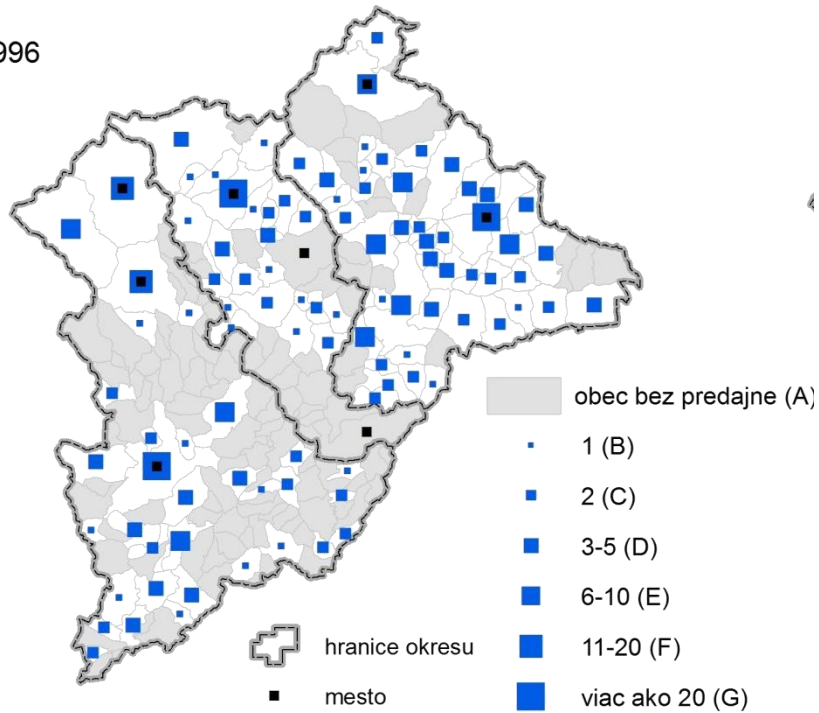 996
obec bez predajne (A)
1 (B)
2 (C)
3-5 (D)
6-10 (E)
11-20 (F)
viac ako 20 (G)
hranice okresu
mesto